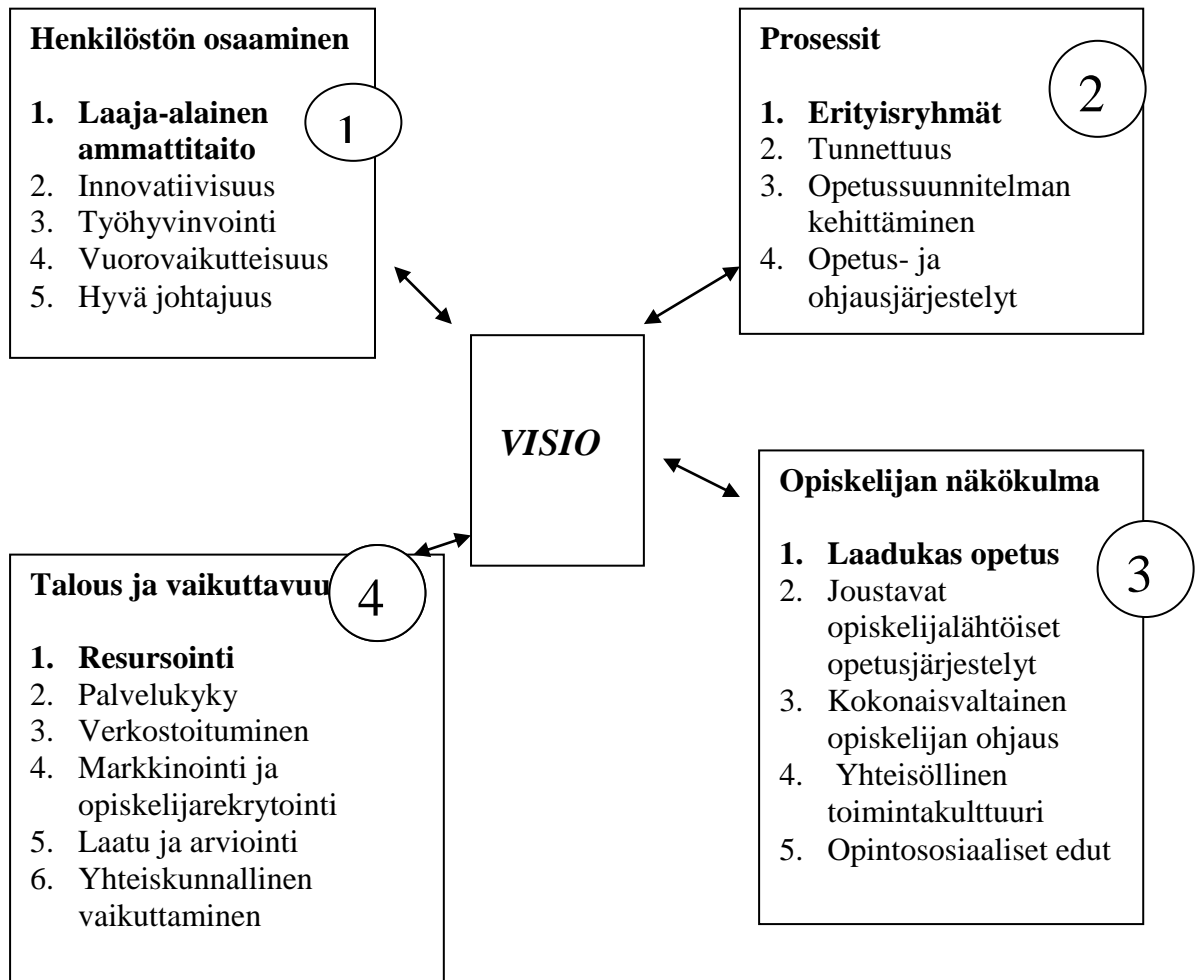 Henkilöstön osaaminen
1. Laaja-alainen
ammattitaito
2. Innovatiivisuus
3. Työhyvinvointi
4. Vuorovaikutteisuus
5. Hyvä johtajuus
1
Prosessit
1. Erityisryhmät
2. Tunnettuus
3. Opetussuunnitelman
kehittäminen
4. Opetus- ja
ohjausjärjestelyt
2
VISIO
Opiskelijan näkökulma
1. Laadukas opetus
2. Joustavat
opiskelijalähtöiset
opetusjärjestelyt
3. Kokonaisvaltainen
opiskelijan ohjaus
4. Yhteisöllinen
toimintakulttuuri
5. Opintososiaaliset edut
3
Talous ja vaikuttavuu
1. Resursointi
2. Palvelukyky
3. Verkostoituminen
4. Markkinointi ja
opiskelijarekrytointi
5. Laatu ja arviointi
6. Yhteiskunnallinen
vaikuttaminen
4